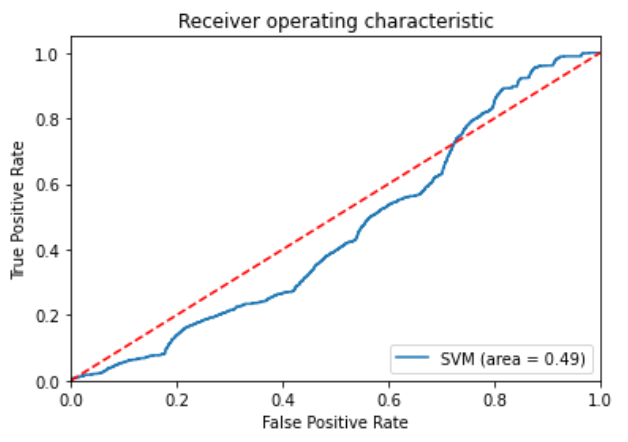 Receiver operating characteristic
True Positive Rate
1.0
0.8
0.6
0.4
0.2
0.0
SVM (area = 0.49)
0.0 0.2 0.4 0.6 0.8 1.0
False Positive Rate